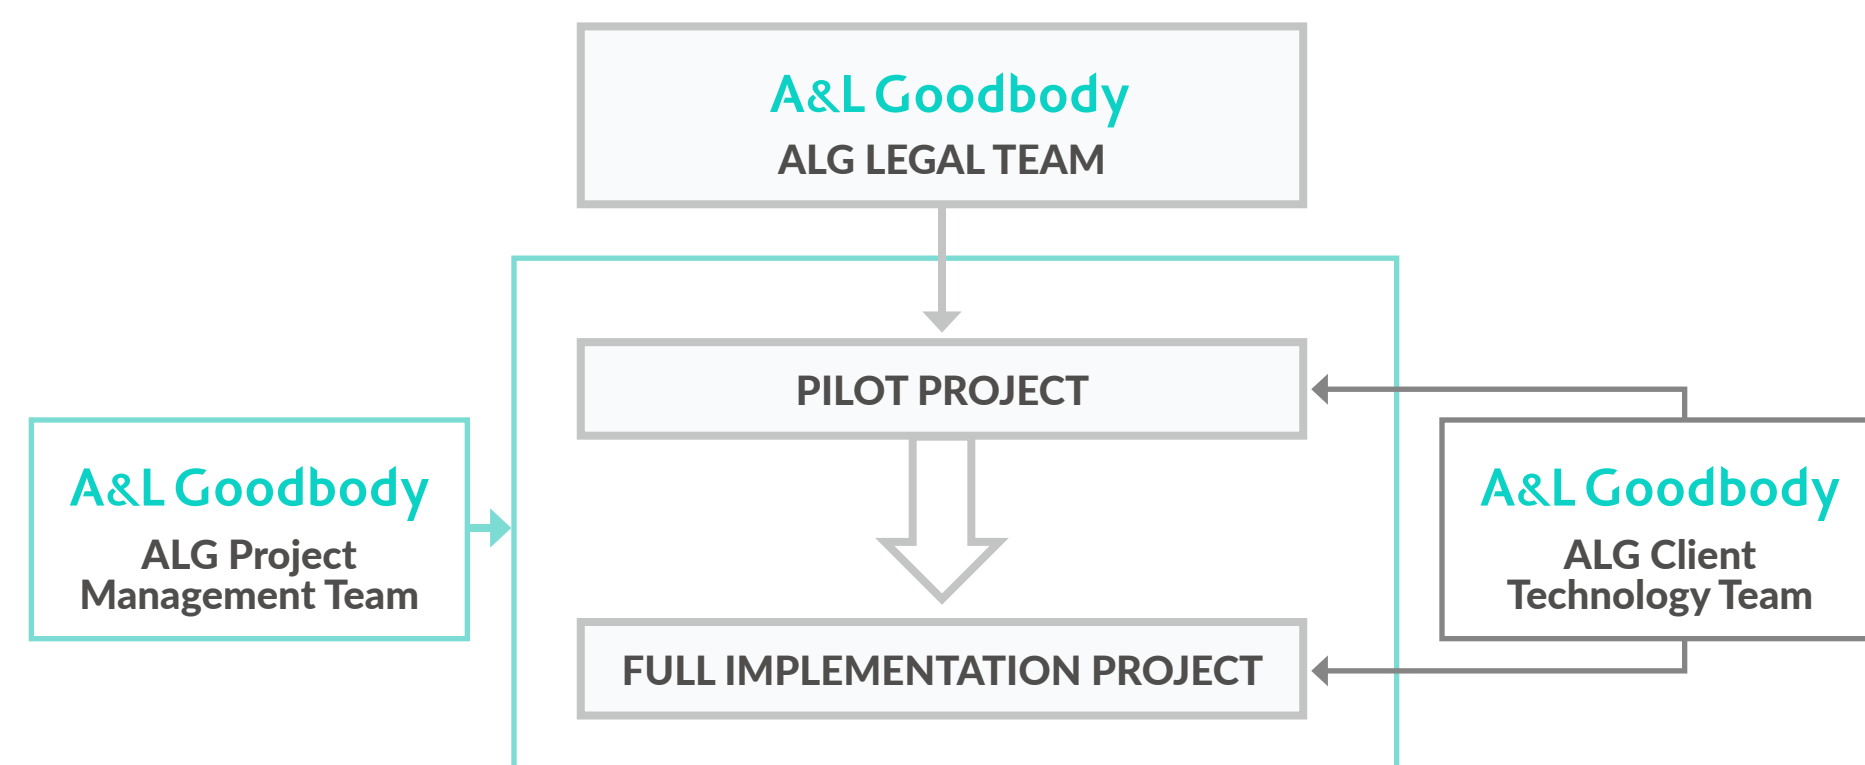 A&L Goodbody
ALG LEGAL TEAM
PILOT PROJECT
A&L Goodbody
ALG Project
Management Team
A&L Goodbody
ALG Client
Technology Team
FULL IMPLEMENTATION PROJECT